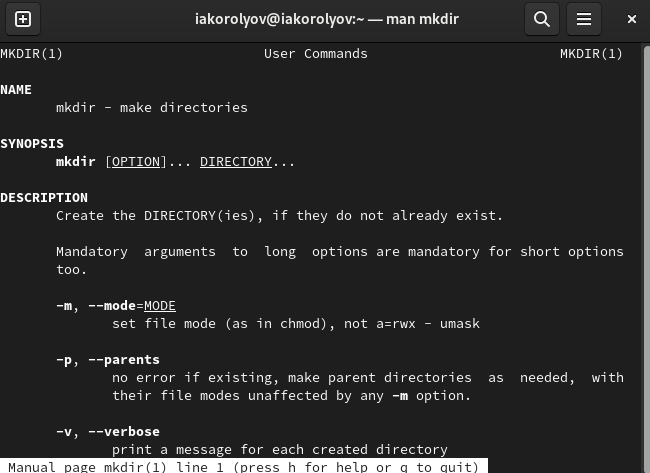 iakorolyov@iakorolyov:~ — man mkdir
MKDIR(1) User Commands MKDIR(1)
NAME
mkdir - make directories
SYNOPSIS
mkdir [OPTION]... DIRECTORY...
DESCRIPTION
Create the DIRECTORY(ies), if they do not already exist.
Mandatory arguments to long options are mandatory for short options
too.
-m, --mode=MODE
set file mode (as in chmod), not a=rwx - umask
-p, --parents
no error if existing, make parent directories as needed, with
their file modes unaffected by any -m option.
-v, --verbose
print a message for each created directory
Manual page mkdir(1) line 1 (press h for help or q to quit)